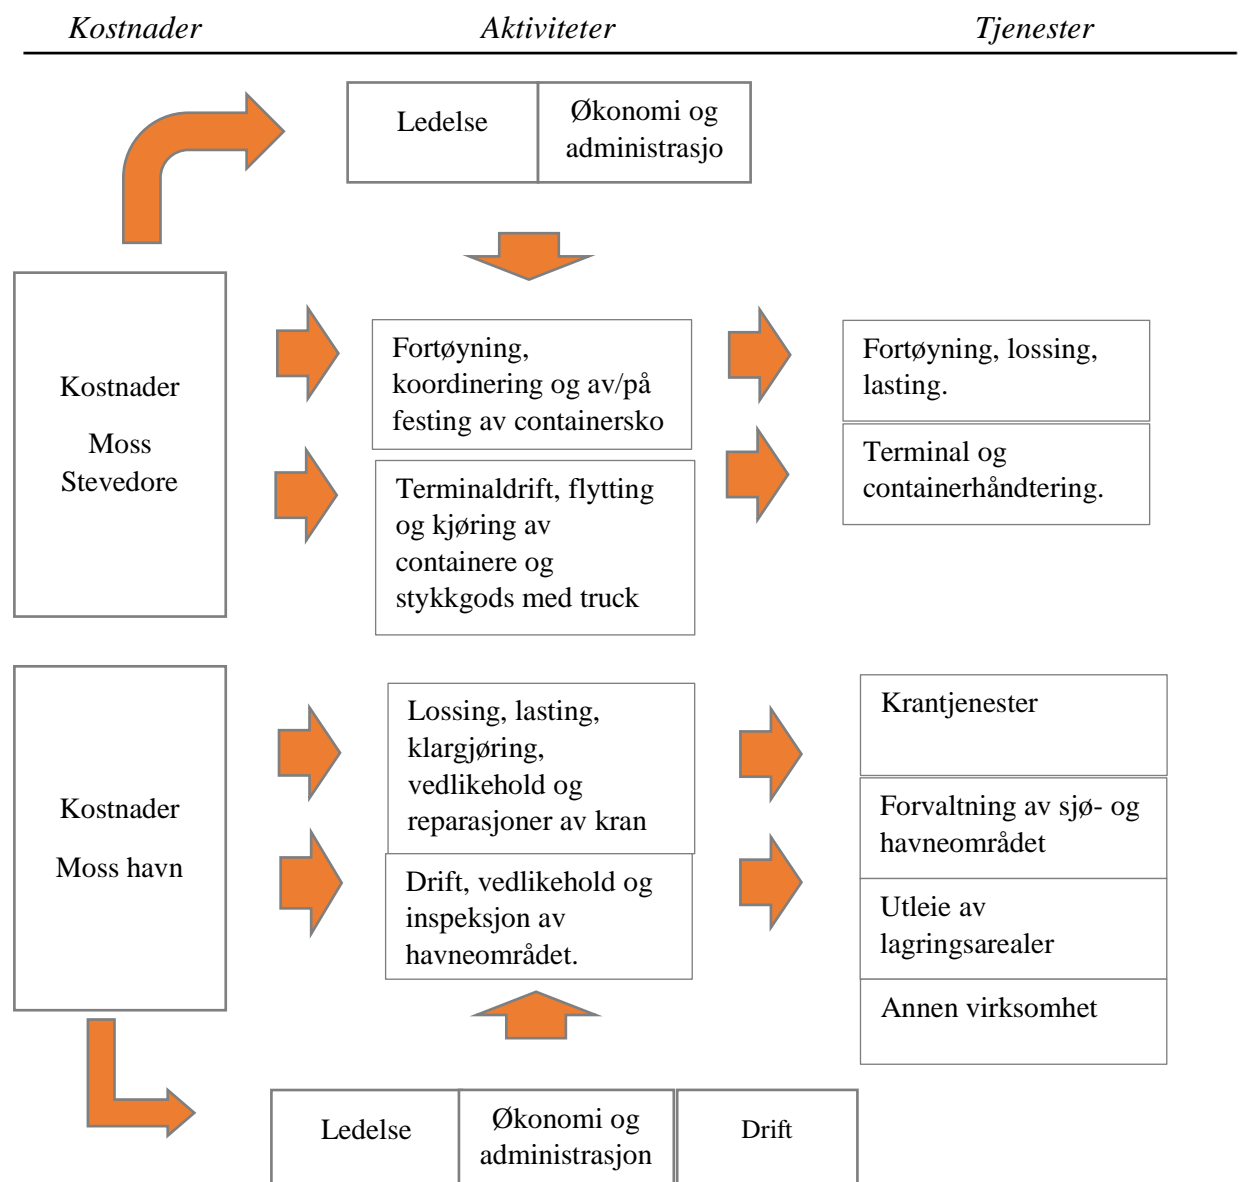 Kostnader
Aktiviteter
Tjenester
Ledelse
Økonomi og
administrasjo
Kostnader
Moss
Stevedore
Fortøyning,
koordinering og av/på
festing av containersko
Terminaldrift, flytting
og kjøring av
containere og
stykkgods med truck
Fortøyning, lossing,
lasting.
Terminal og
containerhåndtering.
Kostnader
Moss havn
Lossing, lasting,
klargjøring,
vedlikehold og
reparasjoner av kran
Drift, vedlikehold og
inspeksjon av
havneområdet.
Krantjenester
Forvaltning av sjø- og
havneområdet
Utleie av
lagringsarealer
Annen virksomhet
Ledelse
Økonomi og
administrasjon
Drift